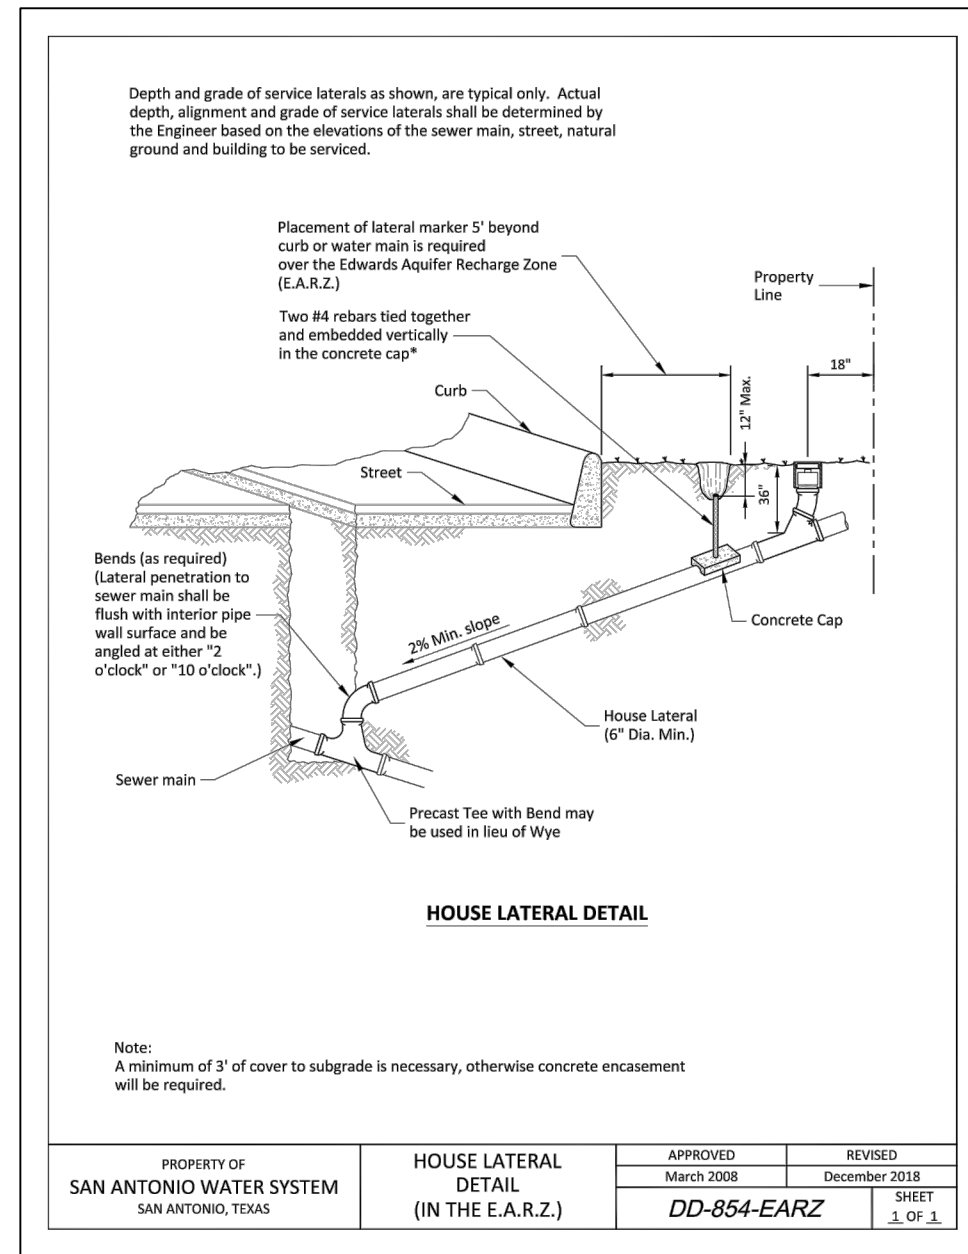 Depth and grade of service laterals as shown, are typical only.  Actual
depth, alignment and grade of service laterals shall be determined by
the Engineer based on the elevations of the sewer main, street, natural
ground and building to be serviced.
Placement of lateral marker 5' beyond
curb or water main is required
over the Edwards Aquifer Recharge Zone
(E.A.R.Z.)
Property
Line
Two #4 rebars tied together
and embedded vertically
in the concrete cap*
18"
12" Max.
Curb
Street
36"
Bends (as required)
(Lateral penetration to
sewer main shall be
flush with interior pipe
wall surface and be
angled at either "2
o'clock" or "10 o'clock".)
2% Min. slope
Concrete Cap
House Lateral
(6" Dia. Min.)
Sewer main
Precast Tee with Bend may
be used in lieu of Wye
HOUSE LATERAL DETAIL
Note:
A minimum of 3' of cover to subgrade is necessary, otherwise concrete encasement
will be required.
PROPERTY OF
SAN ANTONIO WATER SYSTEM
SAN ANTONIO, TEXAS
HOUSE LATERAL
DETAIL
(IN THE E.A.R.Z.)
APPROVED
March 2008
REVISED
December 2018
DD-854-EARZ
SHEET
1 OF 1